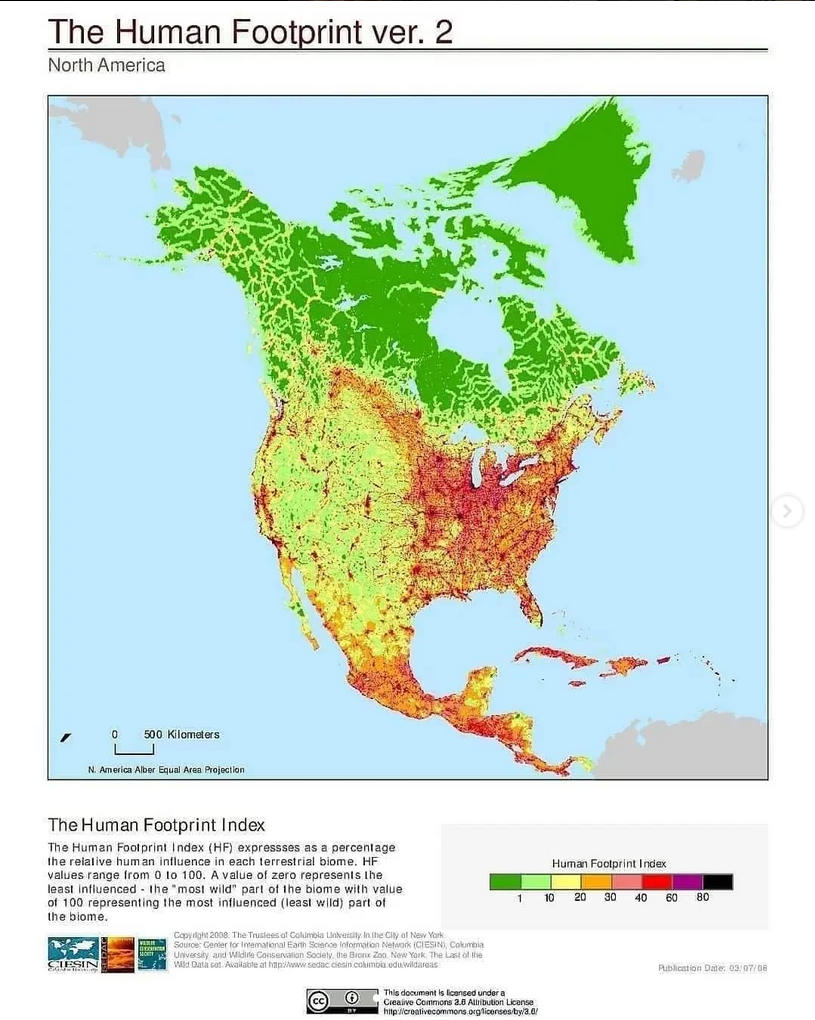 The Human Footprint ver. 2
North America
0 500 Kilometers
N. America Alber Equal Area Projection
The Human Footprint Index
The Human Footprint Index (HF) expressses as a percentage
the relative human influence in each terrestrial biome. HF
values range from 0 to 100. A value of zero represents the
least influenced - the "most wild" part of the biome with value
of 100 representing the most influenced (least wild) part of
the biome.
Human Footprint Index
1 10 20 30 40 60 80
CIESIN
SEDAC
WILDLIFE
CONSERVATION
SOCIETY
Copyright 2008. The Trustees of Columbia University In the City of New York.
Source: Center for International Earth Science Information Network (CIESIN), Columbia
University. and Wildlife Conservation Society, the Bronx Zoo, New York. The Last of the
Wild Data set. Available at http://www.sedac.ciesin.columbia.edu/wildareas
Publication Date: 03/07/08
cc
BY
This document is licensed under a
Creative Commons 3.0 Attribution License
http://creativecommons.org/licenses/by/3.0/